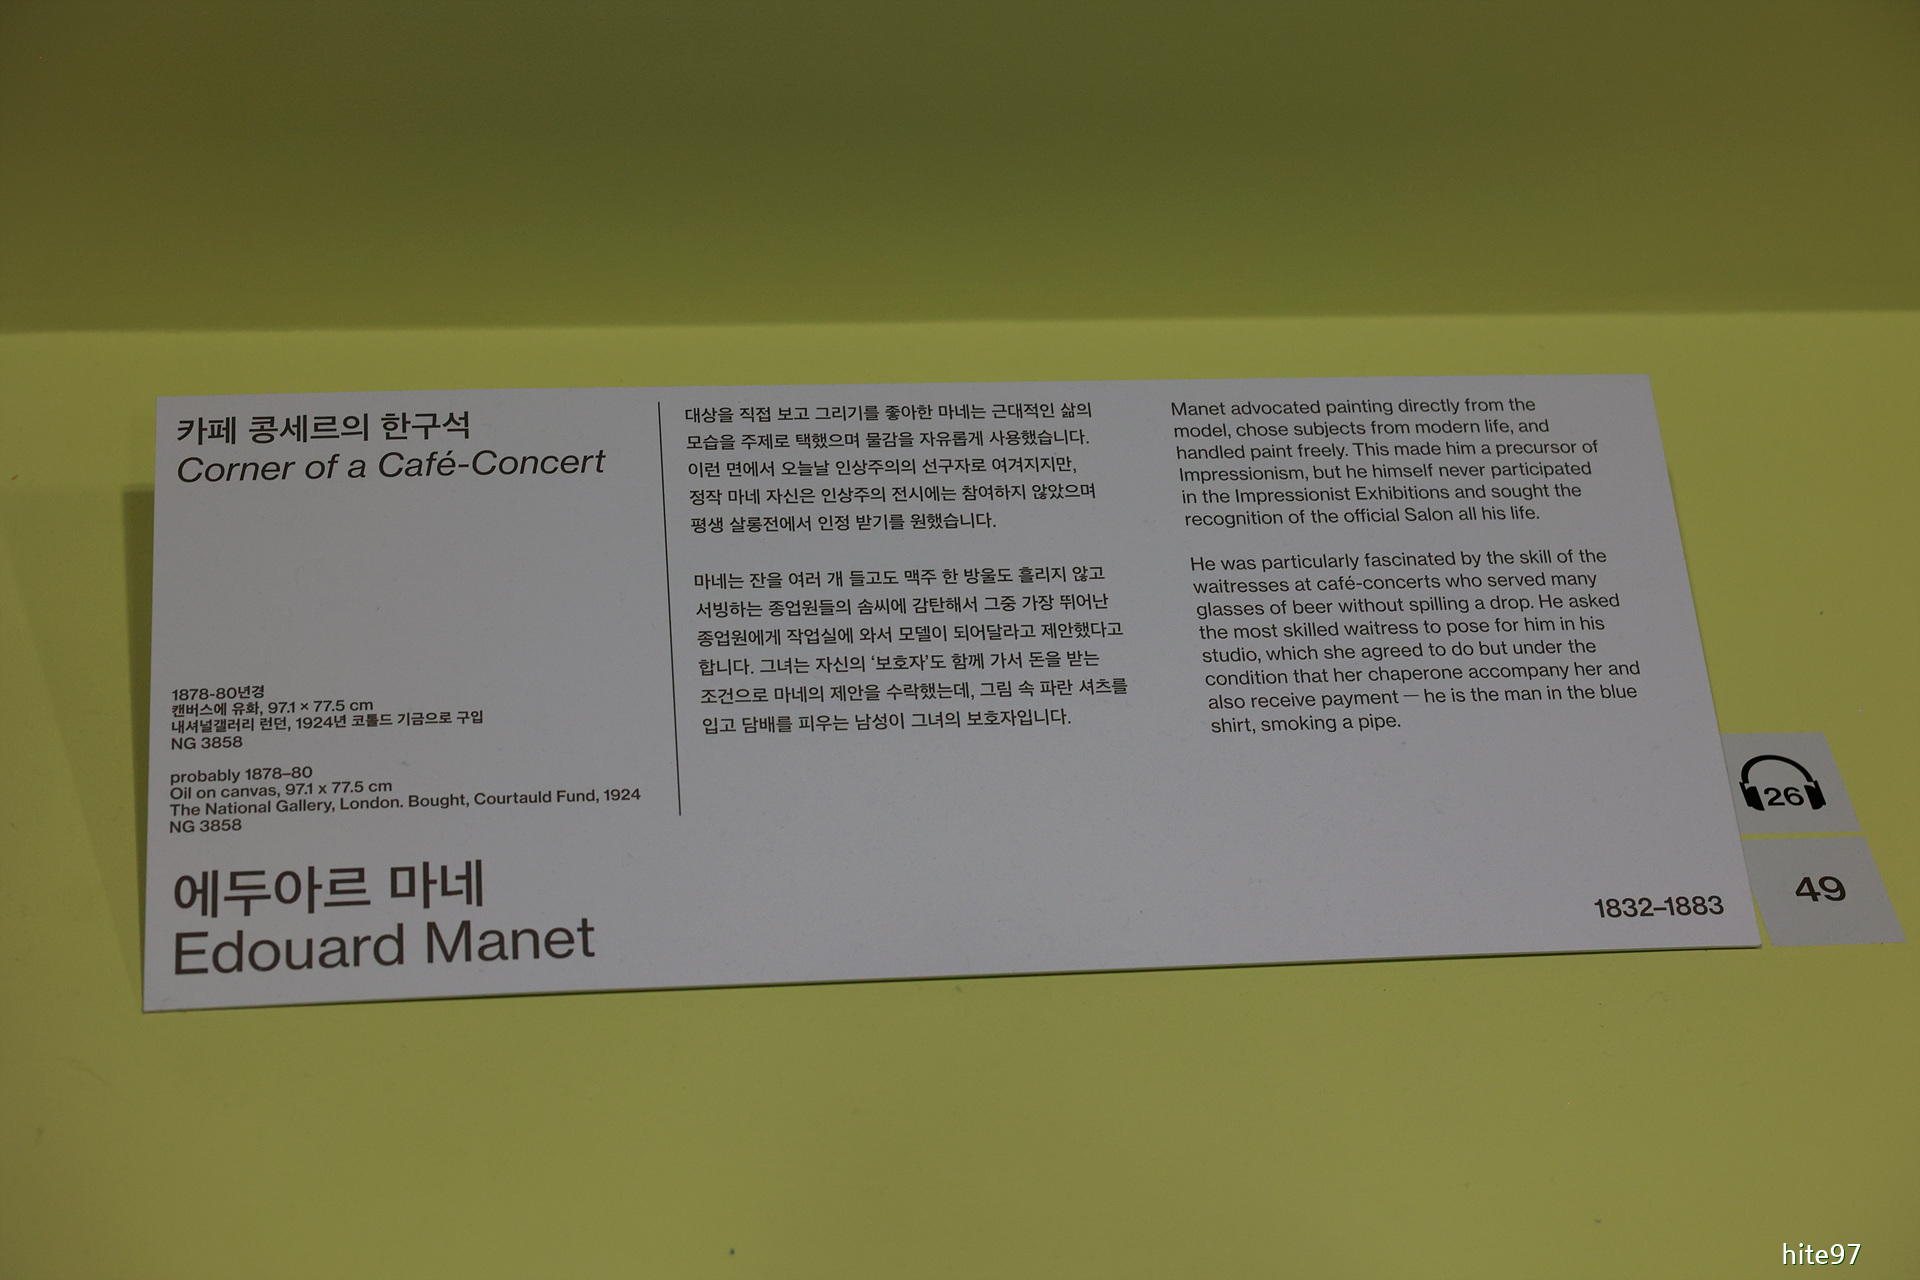 카페 콩세르의 한구석
Corner of a Café-Concert
1878-80년경
캔버스에 유화, 97.1 × 77.5 cm
내셔널갤러리 런던, 1924년 코톨드 기금으로 구입
NG 3858
probably 1878–80
Oil on canvas, 97.1 x 77.5 cm
The National Gallery, London. Bought, Courtauld Fund, 1924
NG 3858
에두아르 마네
Edouard Manet
대상을 직접 보고 그리기를 좋아한 마네는 근대적인 삶의
모습을 주제로 택했으며 물감을 자유롭게 사용했습니다.
이런 면에서 오늘날 인상주의의 선구자로 여겨지지만,
정작 마네 자신은 인상주의 전시에는 참여하지 않았으며
평생 살롱전에서 인정 받기를 원했습니다.
마네는 잔을 여러 개 들고도 맥주 한 방울도 흘리지 않고
서빙하는 종업원들의 솜씨에 감탄해서 그중 가장 뛰어난
종업원에게 작업실에 와서 모델이 되어달라고 제안했다고
합니다. 그녀는 자신의 ‘보호자’도 함께 가서 돈을 받는
조건으로 마네의 제안을 수락했는데, 그림 속 파란 셔츠를
입고 담배를 피우는 남성이 그녀의 보호자입니다.
Manet advocated painting directly from the
model, chose subjects from modern life, and
handled paint freely. This made him a precursor of
Impressionism, but he himself never participated
in the Impressionist Exhibitions and sought the
recognition of the official Salon all his life.
He was particularly fascinated by the skill of the
waitresses at café-concerts who served many
glasses of beer without spilling a drop. He asked
the most skilled waitress to pose for him in his
studio, which she agreed to do but under the
condition that her chaperone accompany her and
also receive payment — he is the man in the blue
shirt, smoking a pipe.
1832–1883
26
49
hite97